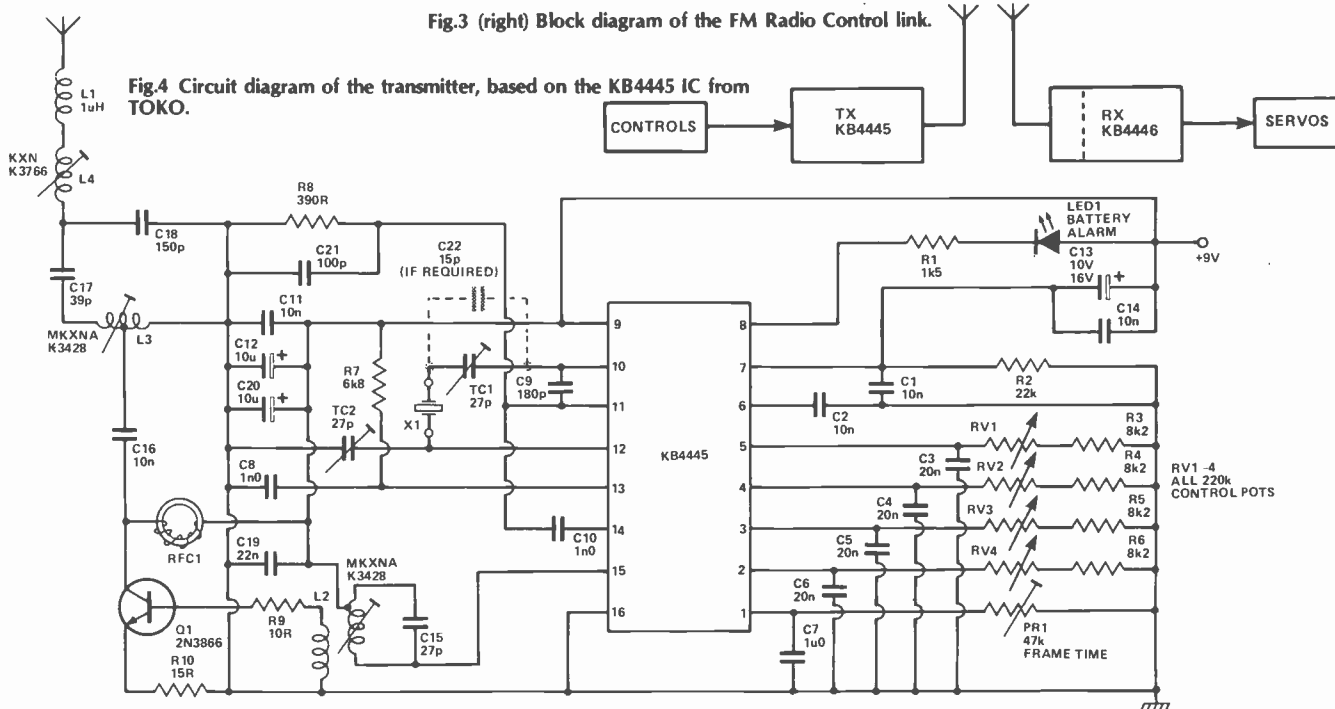 Fig.3 (right) Block diagram of the FM Radio Control link.
Fig.4 Circuit diagram of the transmitter, based on the KB4445 IC from
TOKO.
CONTROLS
TX
KB4445
RX
KB4446
SERVOS
L1
1uH
KXN
K3766
L4
C18
150p
C17
39p
MKXNA
K3428
L3
R8
390R
C21
100p
C22
15p
(IF REQUIRED)
C11
10n
C12
10u
C20
10u
R7
6k8
TC1
27p
C9
180p
X1
TC2
27p
C8
1n0
C16
10n
RFC1
C19
22n
C10
1n0
MKXNA
K3428
L2
C15
27p
Q1
2N3866
R9
10R
R10
15R
KB4445
9
10
11
12
13
14
15
16
8
7
6
5
4
3
2
1
R1
1k5
LED1
BATTERY
ALARM
+9V
C13
10V
16V
C14
10n
C1
10n
R2
22k
C2
10n
RV1
R3
8k2
C3
20n
RV2
R4
8k2
C4
20n
RV3
R5
8k2
C5
20n
RV4
R6
8k2
C6
20n
RV1-4
ALL 220k
CONTROL POTS
C7
1u0
PR1
47k
FRAME TIME